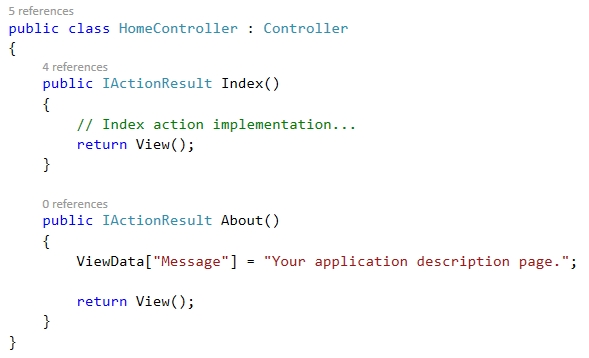 5 references
public class HomeController : Controller
{
4 references
public IActionResult Index()
{
// Index action implementation...
return View();
}
0 references
public IActionResult About()
{
ViewData["Message"] = "Your application description page.";
return View();
}
}